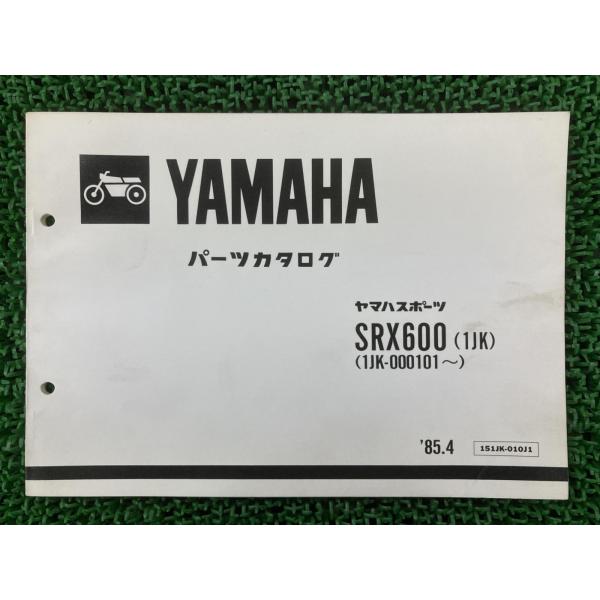 YAMAHA
パーツカタログ
ヤマハスポーツ
SRX600 (1JK)
(1JK-000101~)
'85.4
151JK-010J1